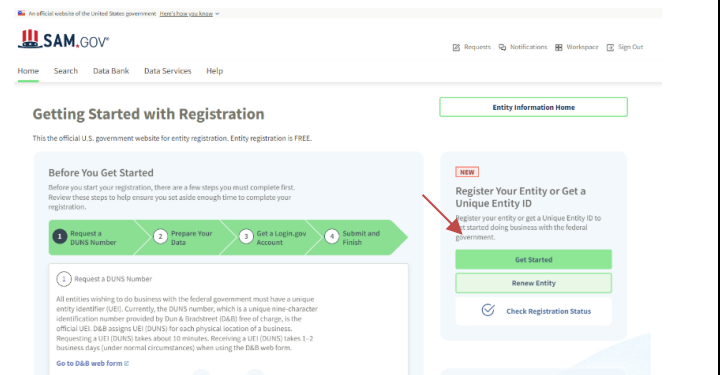 An official website of the United States government Here's how you know
SAM.GOV®
Requests Notifications Workspace Sign Out
Home Search Data Bank Data Services Help
Getting Started with Registration
Entity Information Home
This the official U.S. government website for entity registration. Entity registration is FREE.
Before You Get Started
Before you start your registration, there are a few steps you must complete first.
Review these steps to help ensure you set aside enough time to complete your
registration.
1 Request a
DUNS Number
2 Prepare Your
Data
3 Get a Login.gov
Account
4 Submit and
Finish
1 Request a DUNS Number
All entities wishing to do business with the federal government must have a unique
entity identifier (UEI). Currently, the DUNS number, which is a unique nine-character
identification number provided by Dun & Bradstreet (D&B) free of charge, is the
official UEI. D&B assigns UEI (DUNS) for each physical location of a business.
Requesting a UEI (DUNS) takes about 10 minutes. Receiving a UEI (DUNS) takes 1-2
business days (under normal circumstances) when using the D&B web form.
Go to D&B web form
NEW
Register Your Entity or Get a
Unique Entity ID
Register your entity or get a Unique Entity ID to
get started doing business with the federal
government.
Get Started
Renew Entity
Check Registration Status